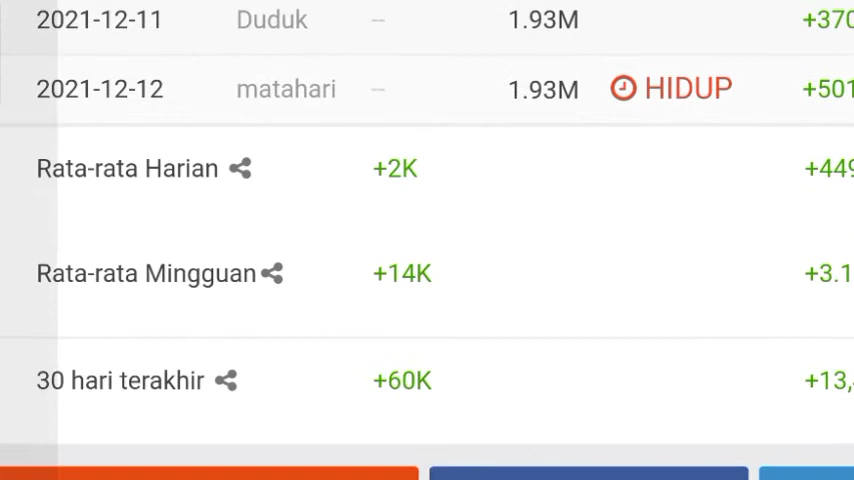 2021-12-11 Duduk -- 1.93M +370
2021-12-12 matahari -- 1.93M HIDUP +501
Rata-rata Harian +2K +449
Rata-rata Mingguan +14K +3.1
30 hari terakhir +60K +13,